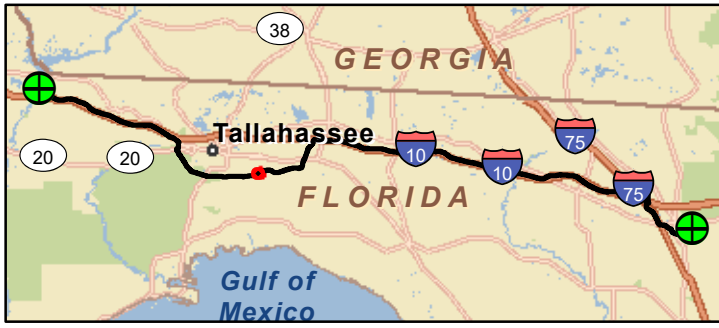 38
GEORGIA
Tallahassee
75
20
20
10
10
FLORIDA
75
Gulf of
Mexico